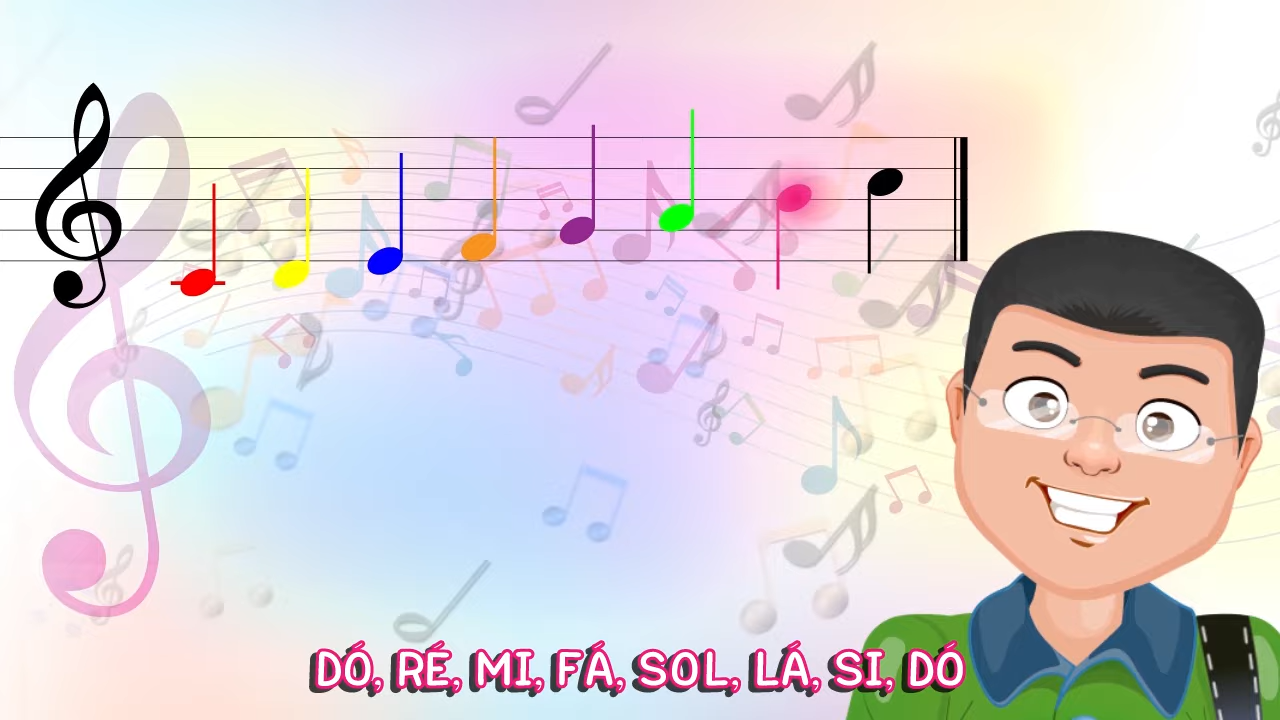 DÓ, RÉ, MI, FÁ, SOL, LÁ, SI, DÓ